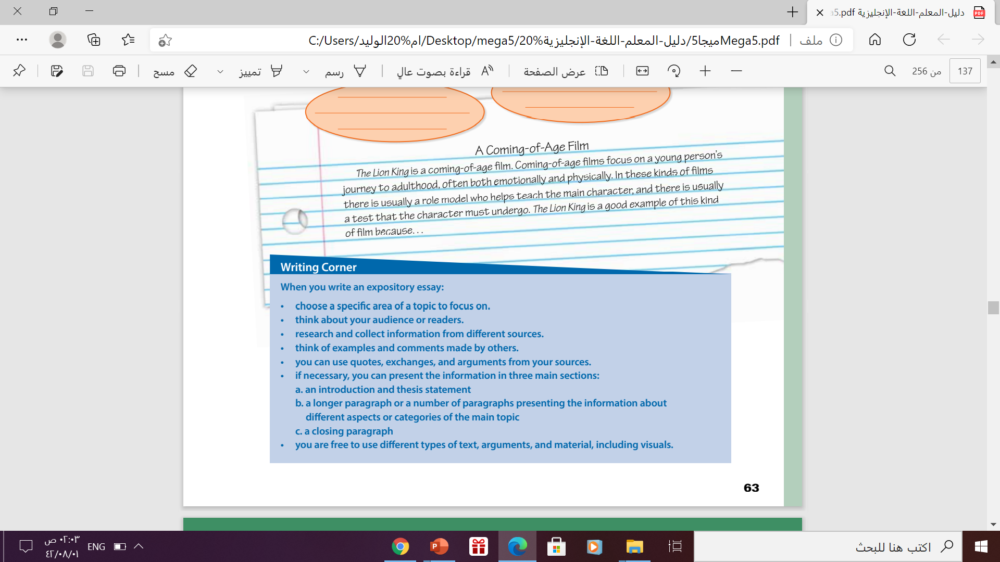 دليل-المعلم-اللغة-الإنجليزية a5.pdf
C:/Users/ام%20الوليد/Desktop/mega5/دليل-المعلم-اللغة-الإنجليزية%20ميجا5/Mega5.pdf
ملف
137
من 256
عرض الصفحة
قراءة بصوت عالٍ
رسم
تمييز
مسح
A Coming-of-Age Film
The Lion King is a coming-of-age film. Coming-of-age films focus on a young person's
journey to adulthood, often both emotionally and physically. In these kinds of films
there is usually a role model who helps teach the main character, and there is usually
a test that the character must undergo. The Lion King is a good example of this kind
of film because...
Writing Corner
When you write an expository essay:
• choose a specific area of a topic to focus on.
• think about your audience or readers.
• research and collect information from different sources.
• think of examples and comments made by others.
• you can use quotes, exchanges, and arguments from your sources.
• if necessary, you can present the information in three main sections:
a. an introduction and thesis statement
b. a longer paragraph or a number of paragraphs presenting the information about
different aspects or categories of the main topic
c. a closing paragraph
• you are free to use different types of text, arguments, and material, including visuals.
63
اكتب هنا للبحث
ENG
٠٢:٠٣ ص
٤٢/٠٨/٠١